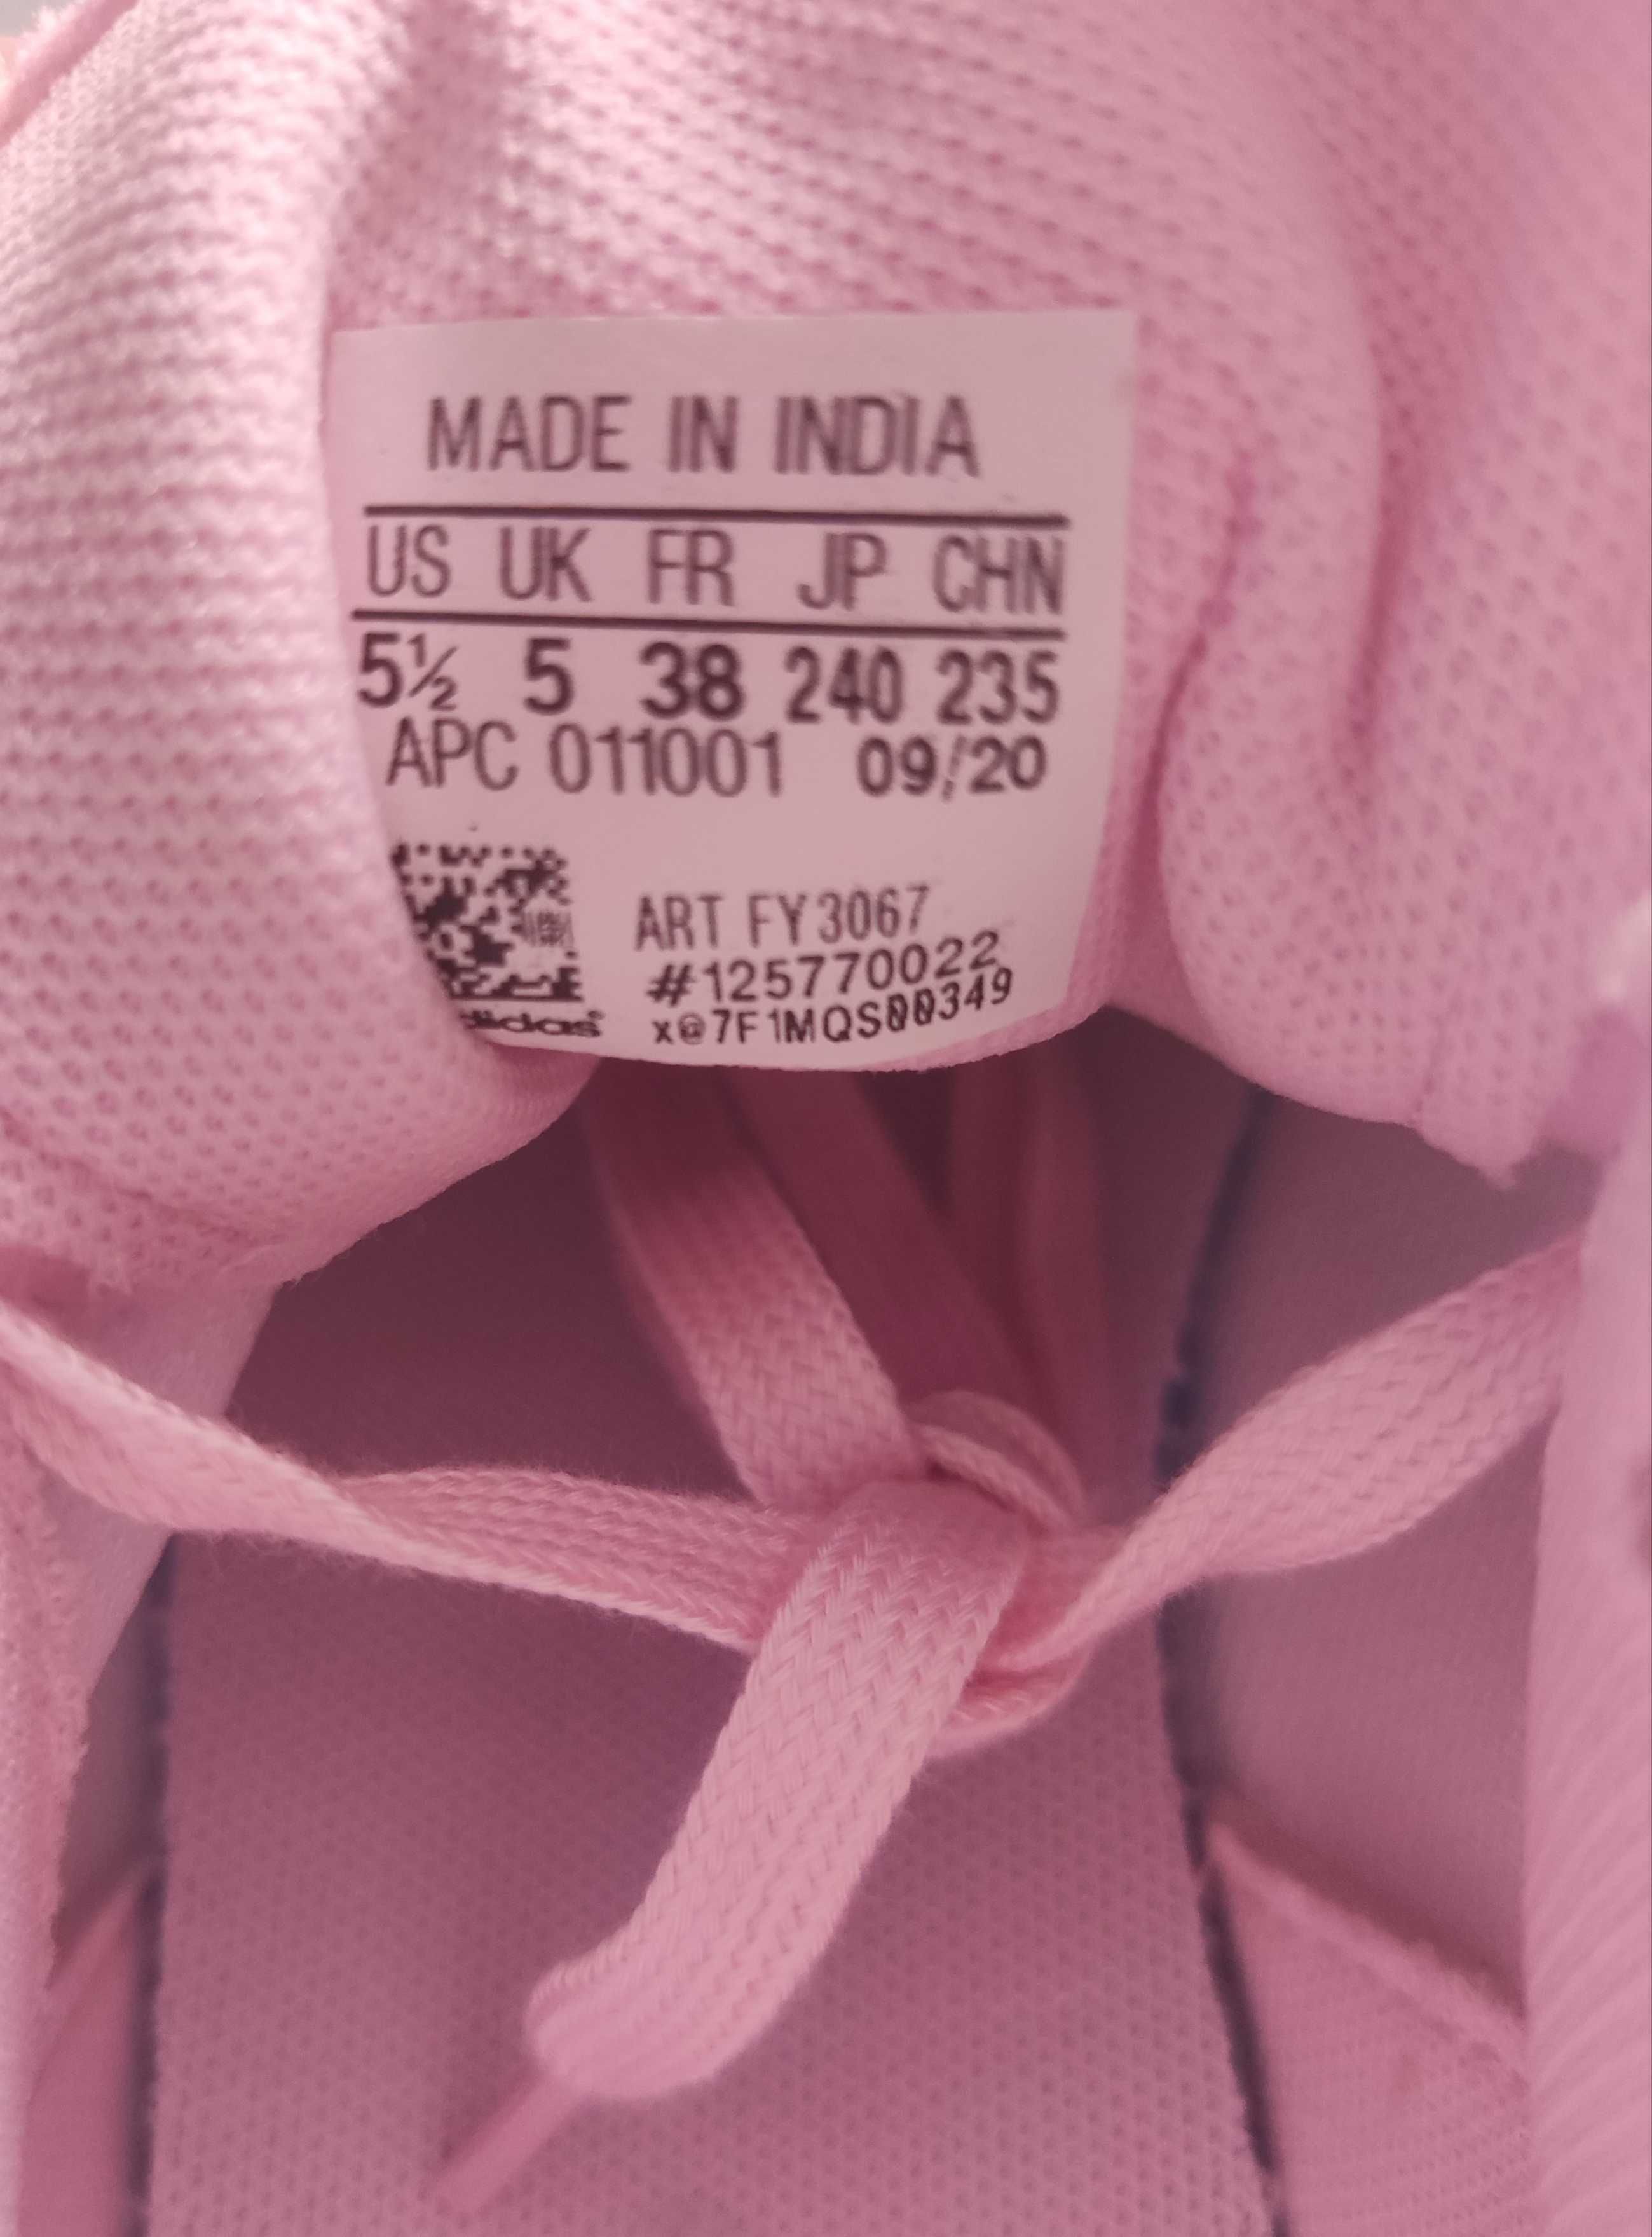 MADE IN INDIA
US UK FR JP CHN
5½ 5 38 240 235
APC 011001 09/20
ART FY3067
#125770022
x@7F1MQS00349
adidas